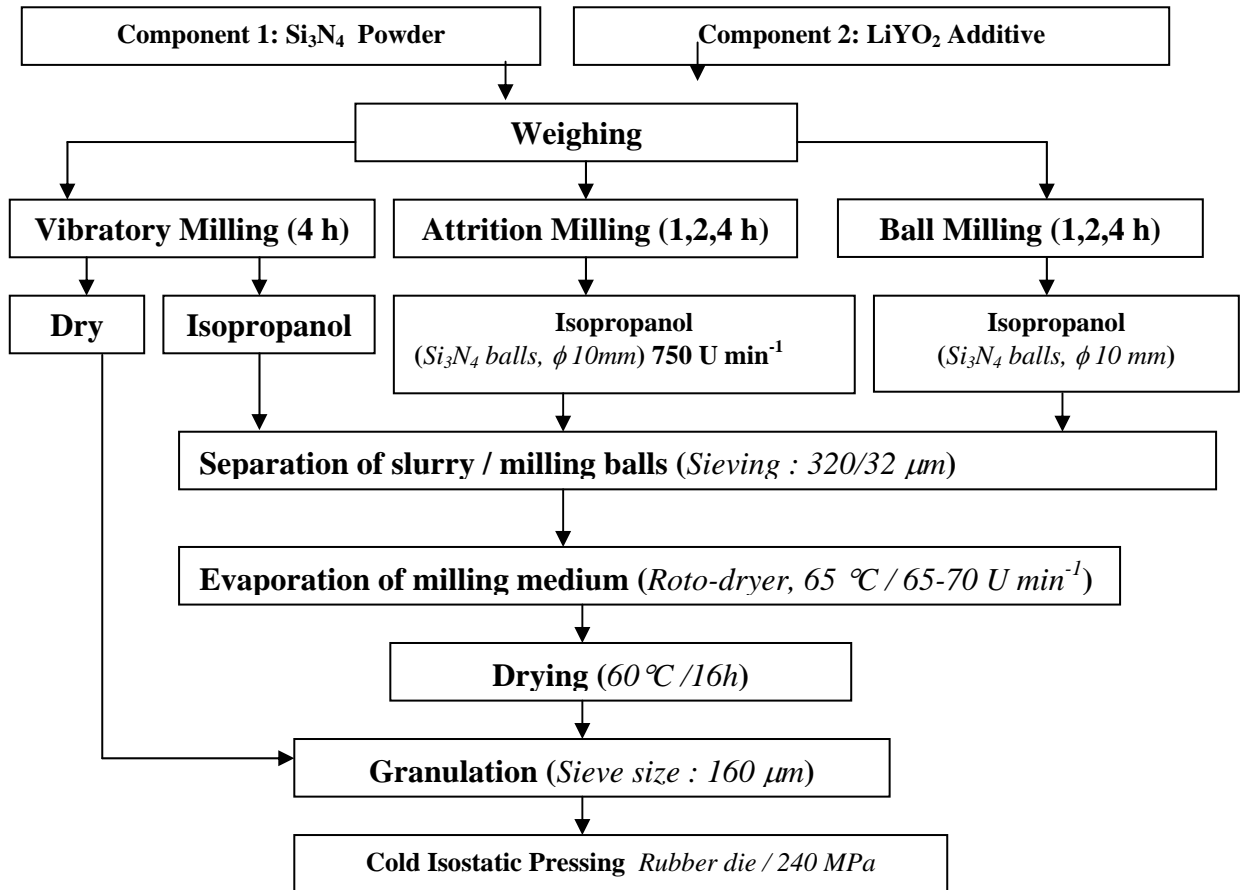 Component 1: Si₃N₄ Powder
Component 2: LiYO₂ Additive
Weighing
Vibratory Milling (4 h)
Attrition Milling (1,2,4 h)
Ball Milling (1,2,4 h)
Dry
Isopropanol
Isopropanol
(Si₃N₄ balls, ϕ 10mm) 750 U min⁻¹
Isopropanol
(Si₃N₄ balls, ϕ 10 mm)
Separation of slurry / milling balls (Sieving : 320/32 μm)
Evaporation of milling medium (Roto-dryer, 65 °C / 65-70 U min⁻¹)
Drying (60°C /16h)
Granulation (Sieve size : 160 μm)
Cold Isostatic Pressing Rubber die / 240 MPa